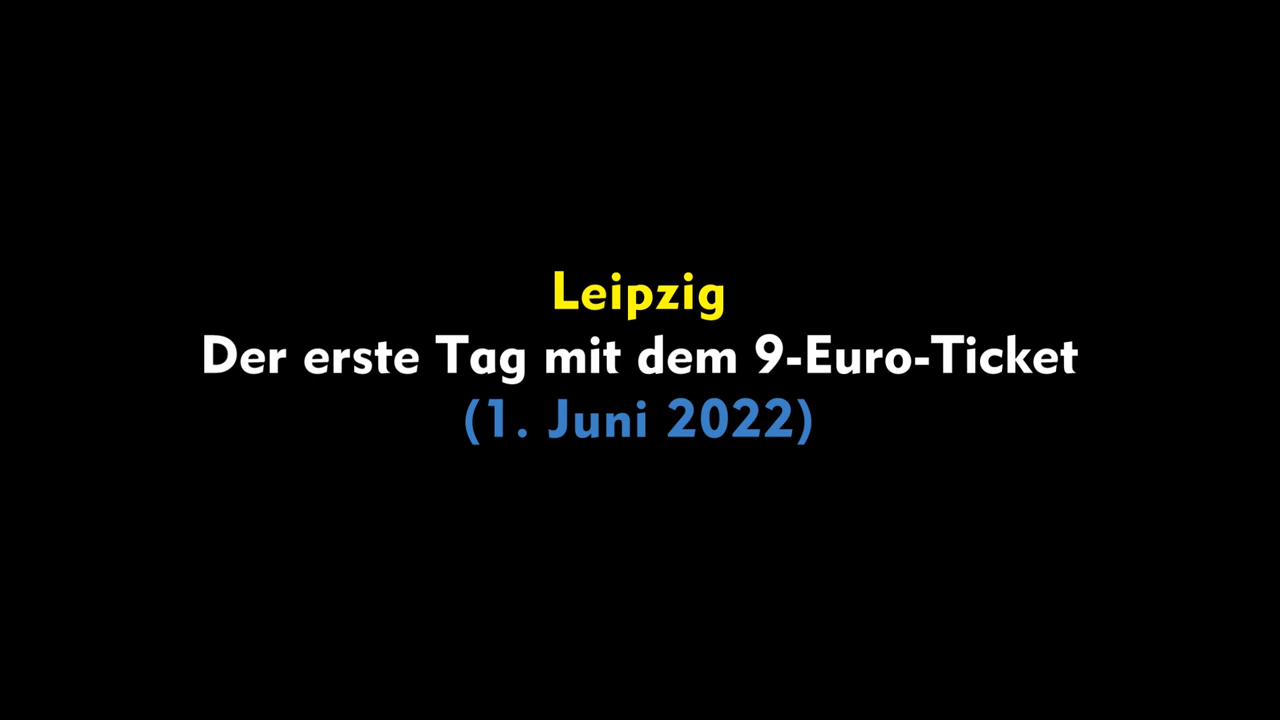 Leipzig
Der erste Tag mit dem 9-Euro-Ticket
(1. Juni 2022)